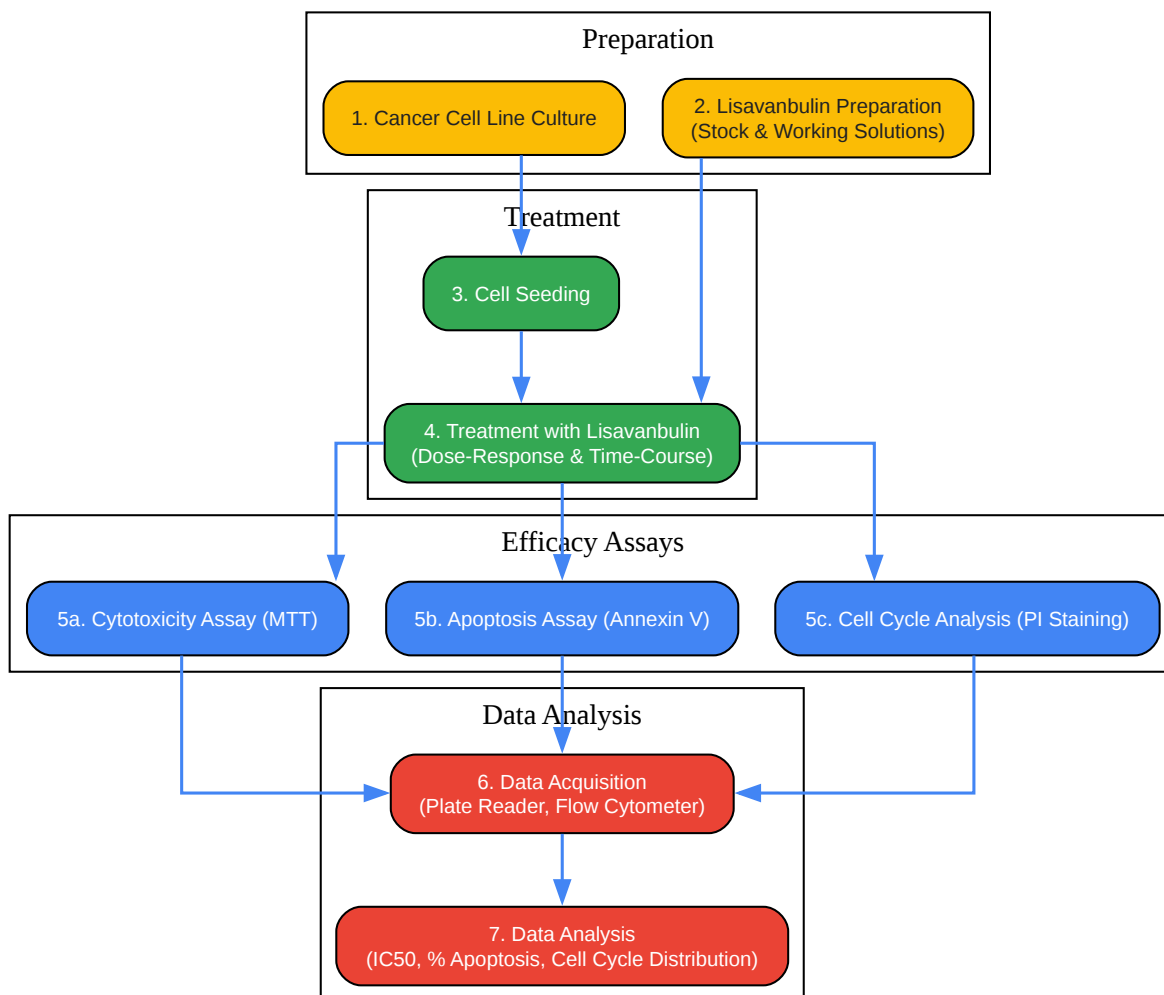 Preparation
1. Cancer Cell Line Culture
2. Lisavanbulin Preparation
(Stock & Working Solutions)
Treatment
3. Cell Seeding
4. Treatment with Lisavanbulin
(Dose-Response & Time-Course)
Efficacy Assays
5a. Cytotoxicity Assay (MTT)
5b. Apoptosis Assay (Annexin V)
5c. Cell Cycle Analysis (PI Staining)
Data Analysis
6. Data Acquisition
(Plate Reader, Flow Cytometer)
7. Data Analysis
(IC50, % Apoptosis, Cell Cycle Distribution)